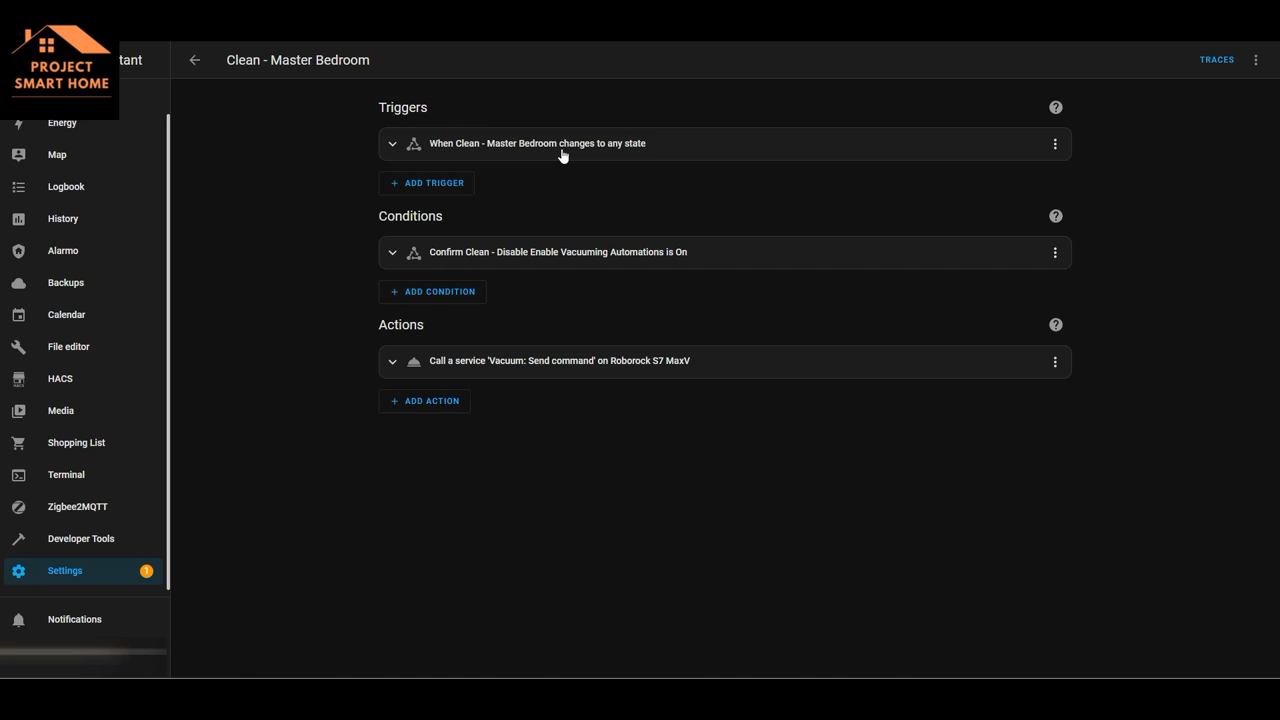 PROJECT
SMART HOME
tant
Clean - Master Bedroom
TRACES
Energy
Map
Logbook
History
Alarmo
Backups
Calendar
File editor
HACS
HACS
Media
Shopping List
Terminal
Zigbee2MQTT
Developer Tools
Settings
1
Notifications
Triggers
?
When Clean - Master Bedroom changes to any state
+ ADD TRIGGER
Conditions
?
Confirm Clean - Disable Enable Vacuuming Automations is On
+ ADD CONDITION
Actions
?
Call a service 'Vacuum: Send command' on Roborock S7 MaxV
+ ADD ACTION